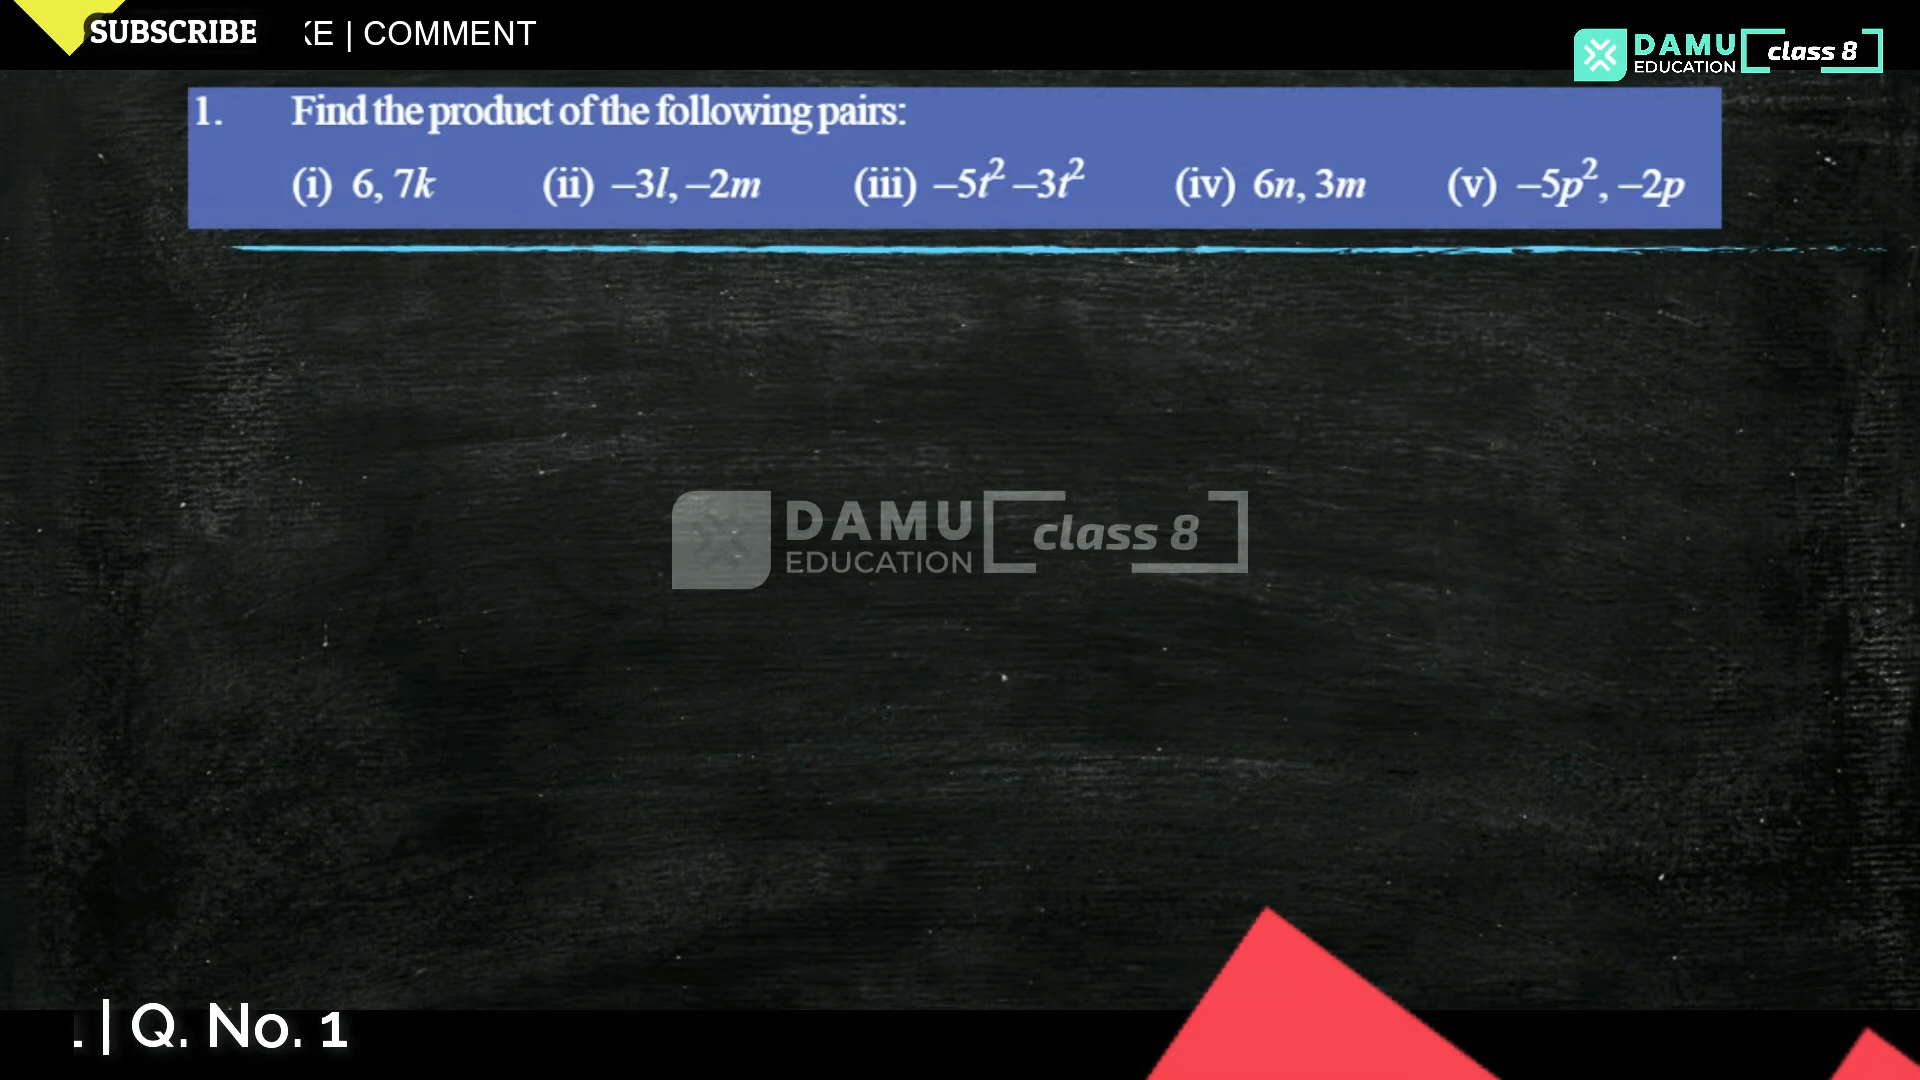 SUBSCRIBE KE | COMMENT
DAMU EDUCATION class 8
1. Find the product of the following pairs:
(i) 6, 7k (ii) –3l, –2m (iii) –5t² –3t² (iv) 6n, 3m (v) –5p², –2p
DAMU EDUCATION class 8
. | Q. No. 1